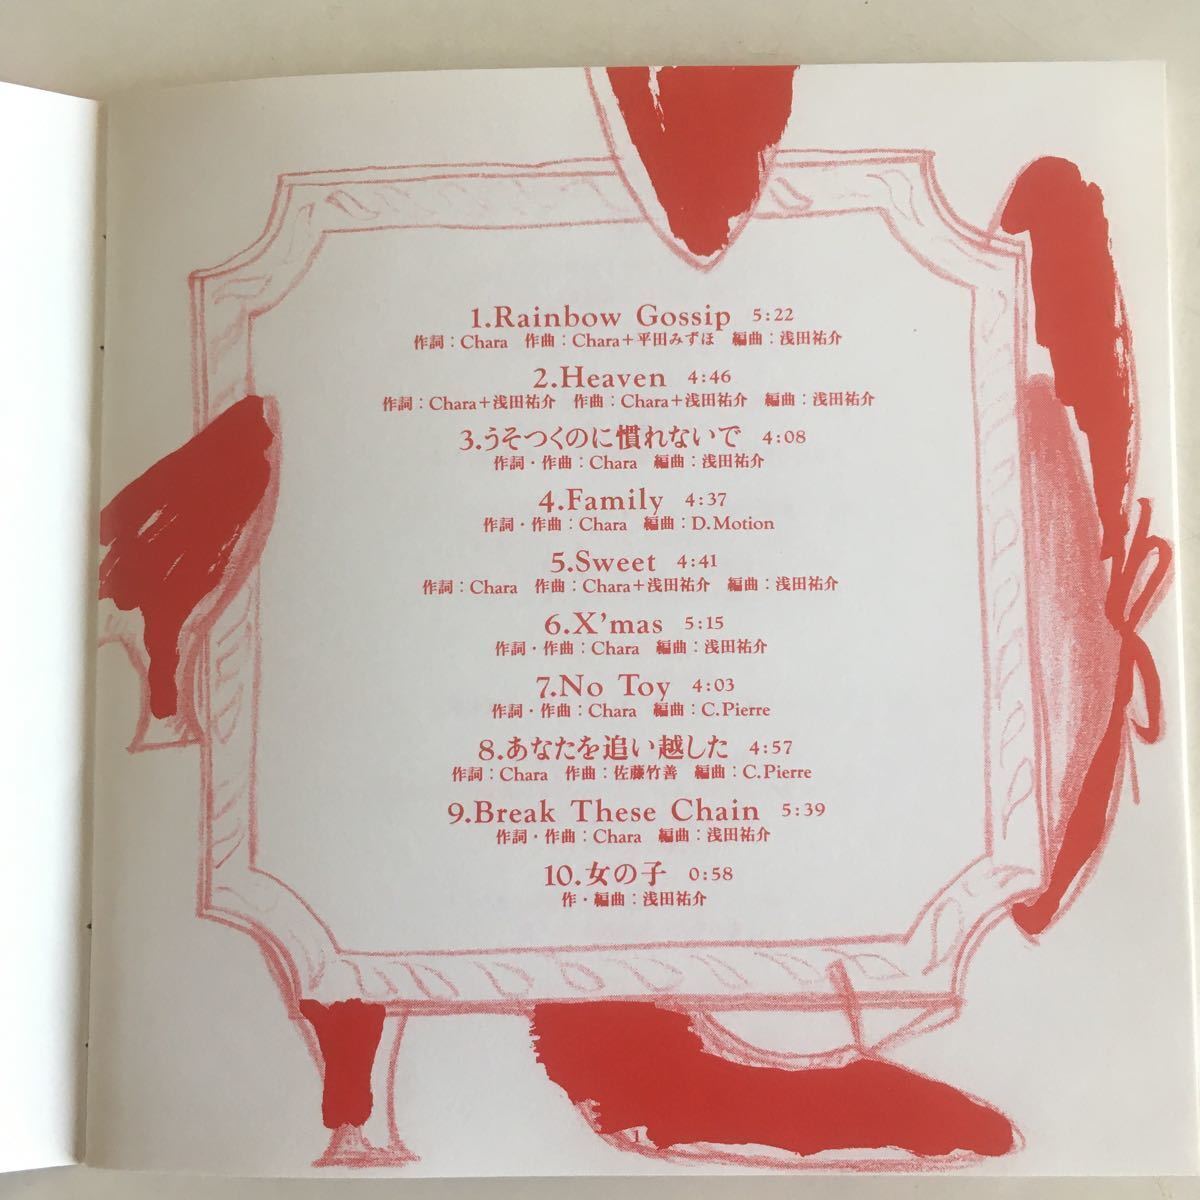 1.Rainbow Gossip 5:22
作詞：Chara 作曲：Chara＋平田みずほ 編曲：浅田祐介
2.Heaven 4:46
作詞：Chara＋浅田祐介 作曲：Chara＋浅田祐介 編曲：浅田祐介
3.うそつくのに慣れないで 4:08
作詞・作曲：Chara 編曲：浅田祐介
4.Family 4:37
作詞・作曲：Chara 編曲：D.Motion
5.Sweet 4:41
作詞：Chara 作曲：Chara＋浅田祐介 編曲：浅田祐介
6.X'mas 5:15
作詞・作曲：Chara 編曲：浅田祐介
7.No Toy 4:03
作詞・作曲：Chara 編曲：C.Pierre
8.あなたを追い越した 4:57
作詞：Chara 作曲：佐藤竹善 編曲：C.Pierre
9.Break These Chain 5:39
作詞・作曲：Chara 編曲：浅田祐介
10.女の子 0:58
作・編曲：浅田祐介
1